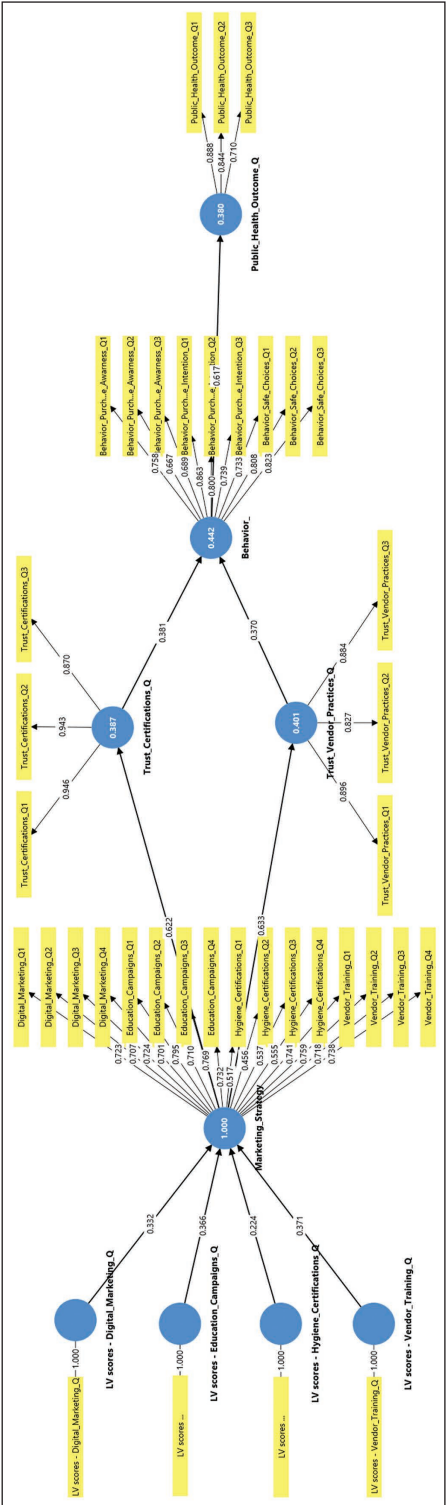 LV scores - Digital_Marketing_Q
1.000
LV scores - Digital_Marketing_Q
LV scores ...
1.000
LV scores - Education_Campaigns_Q
LV scores ...
1.000
LV scores - Hygiene_Certifications_Q
LV scores - Vendor_Training_Q
1.000
LV scores - Vendor_Training_Q
0.332
0.366
0.224
0.371
1.000
Marketing_Strategy
0.723
0.707
0.724
0.701
0.795
0.710
0.769
0.732
0.517
0.456
0.537
0.555
0.741
0.759
0.718
0.738
Digital_Marketing_Q1
Digital_Marketing_Q2
Digital_Marketing_Q3
Digital_Marketing_Q4
Education_Campaigns_Q1
Education_Campaigns_Q2
Education_Campaigns_Q3
Education_Campaigns_Q4
Hygiene_Certifications_Q1
Hygiene_Certifications_Q2
Hygiene_Certifications_Q3
Hygiene_Certifications_Q4
Vendor_Training_Q1
Vendor_Training_Q2
Vendor_Training_Q3
Vendor_Training_Q4
0.622
0.633
Trust_Certifications_Q1
Trust_Certifications_Q2
Trust_Certifications_Q3
0.946
0.943
0.870
0.387
Trust_Certifications_Q
0.401
Trust_Vendor_Practices_Q
0.896
0.827
0.884
Trust_Vendor_Practices_Q1
Trust_Vendor_Practices_Q2
Trust_Vendor_Practices_Q3
0.381
0.370
0.442
Behavior_
0.758
0.667
0.689
0.863
0.800
0.739
0.733
0.808
0.823
Behavior_Purch...e_Awarness_Q1
Behavior_Purch...e_Awarness_Q2
Behavior_Purch...e_Awarness_Q3
Behavior_Purch...e_Intention_Q1
Behavior_Purch...e_Intention_Q2
Behavior_Purch...e_Intention_Q3
Behavior_Safe_Choices_Q1
Behavior_Safe_Choices_Q2
Behavior_Safe_Choices_Q3
0.617
0.380
Public_Health_Outcome_Q
0.888
0.844
0.710
Public_Health_Outcome_Q1
Public_Health_Outcome_Q2
Public_Health_Outcome_Q3